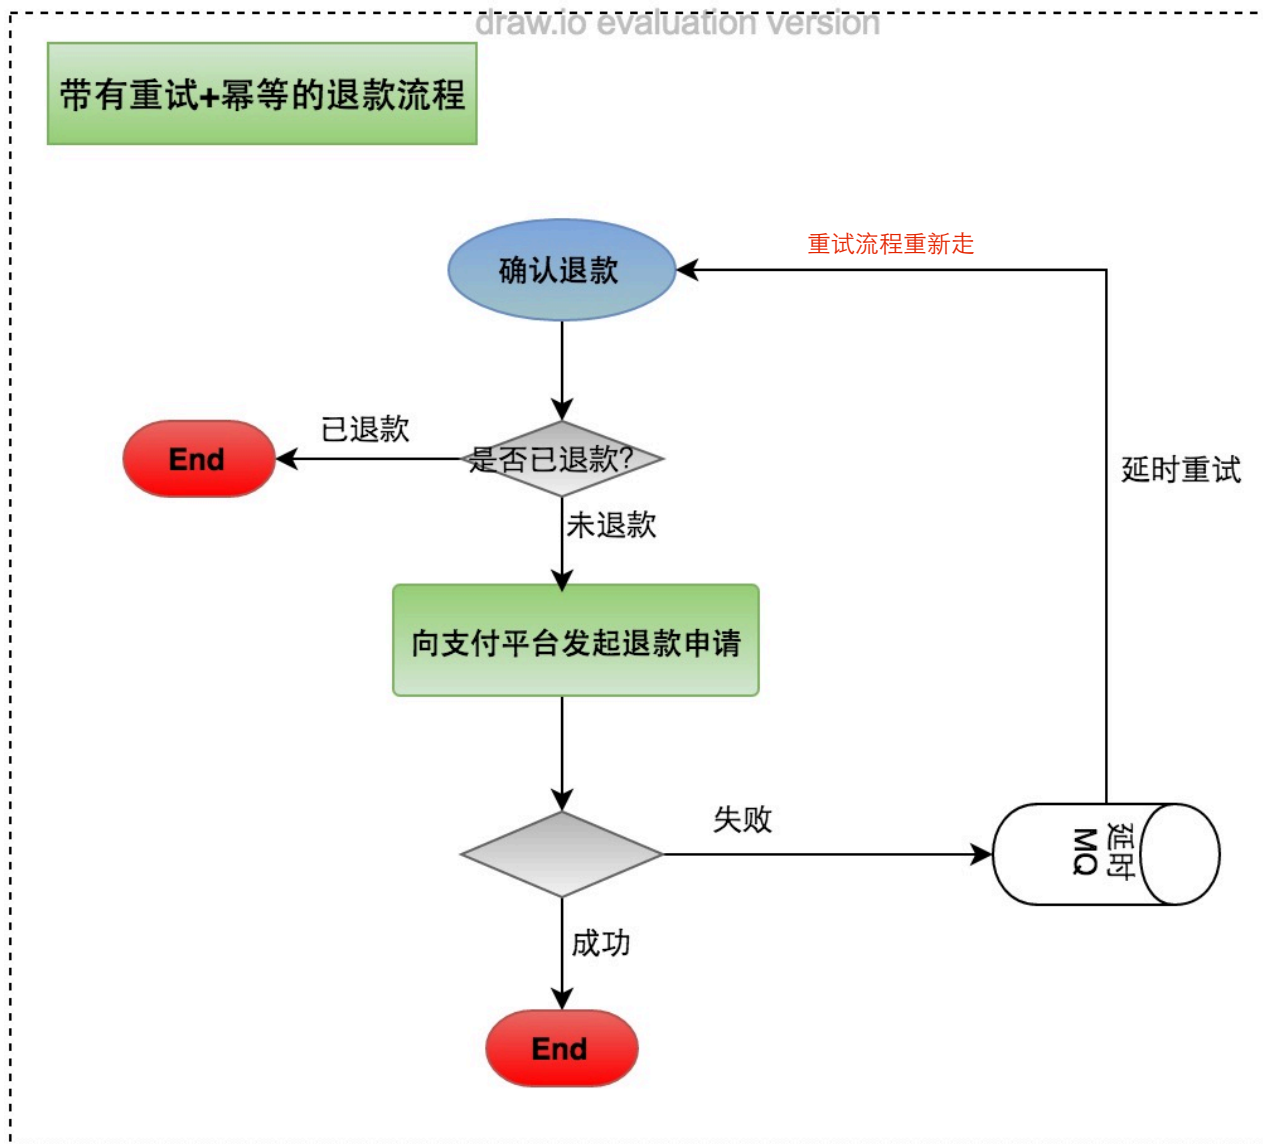 draw.io evaluation version
带有重试+幂等的退款流程
重试流程重新走
确认退款
已退款
End
是否已退款?
延时重试
未退款
向支付平台发起退款申请
失败
延时
MQ
成功
End